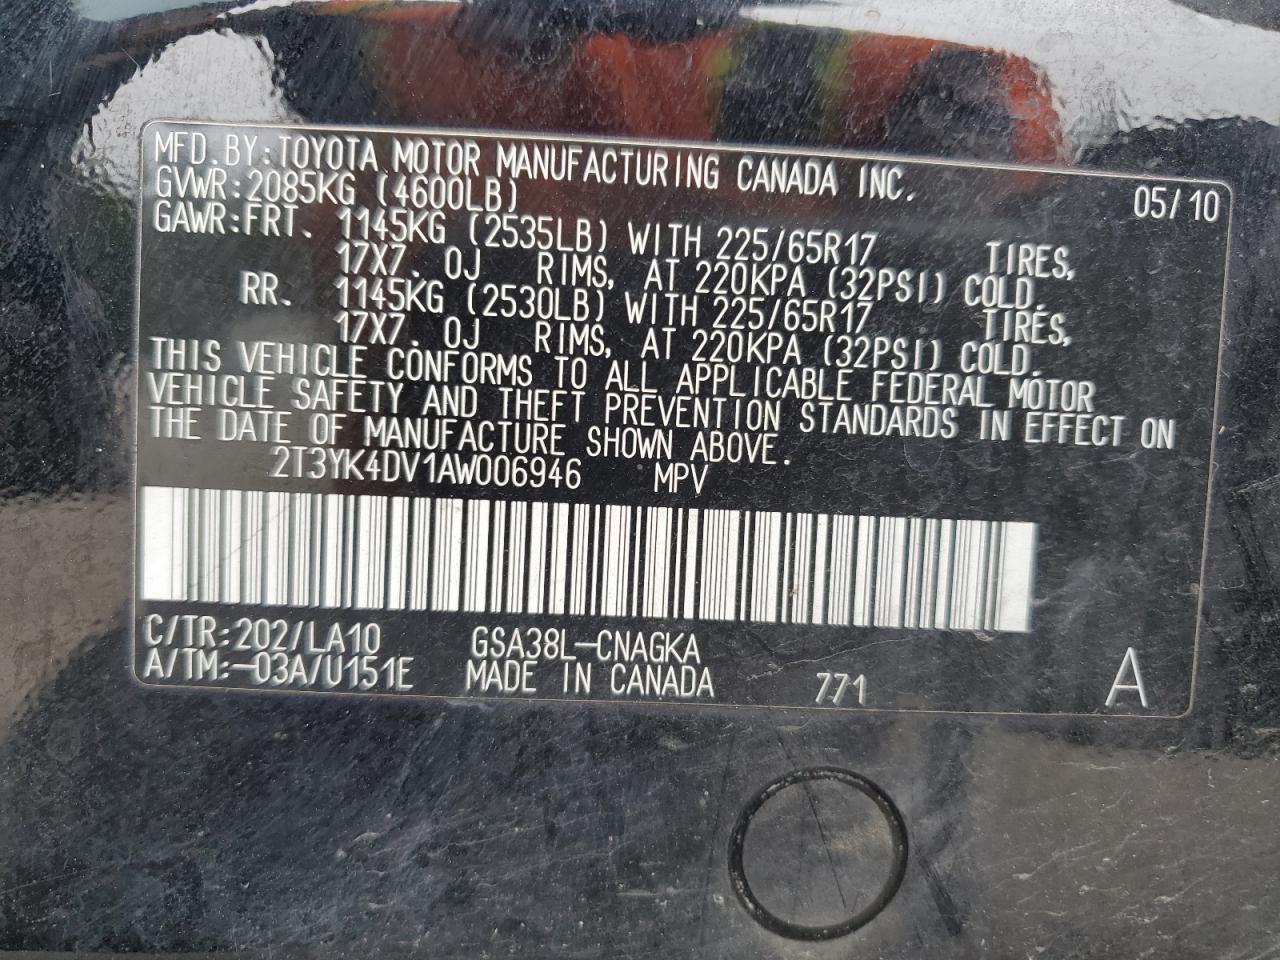 MFD. BY: TOYOTA MOTOR MANUFACTURING CANADA INC. 05/10
GVWR: 2085KG (4600LB)
GAWR: FRT. 1145KG (2535LB) WITH 225/65R17 TIRES,
17X7. 0J RIMS, AT 220KPA (32PSI) COLD.
RR. 1145KG (2530LB) WITH 225/65R17 TIRES,
17X7. 0J RIMS, AT 220KPA (32PSI) COLD.
THIS VEHICLE CONFORMS TO ALL APPLICABLE FEDERAL MOTOR
VEHICLE SAFETY AND THEFT PREVENTION STANDARDS IN EFFECT ON
THE DATE OF MANUFACTURE SHOWN ABOVE.
2T3YK4DV1AW006946 MPV
C/TR: 202/LA10 GSA38L-CNAGKA
A/TM: -03A/U151E MADE IN CANADA 771 A